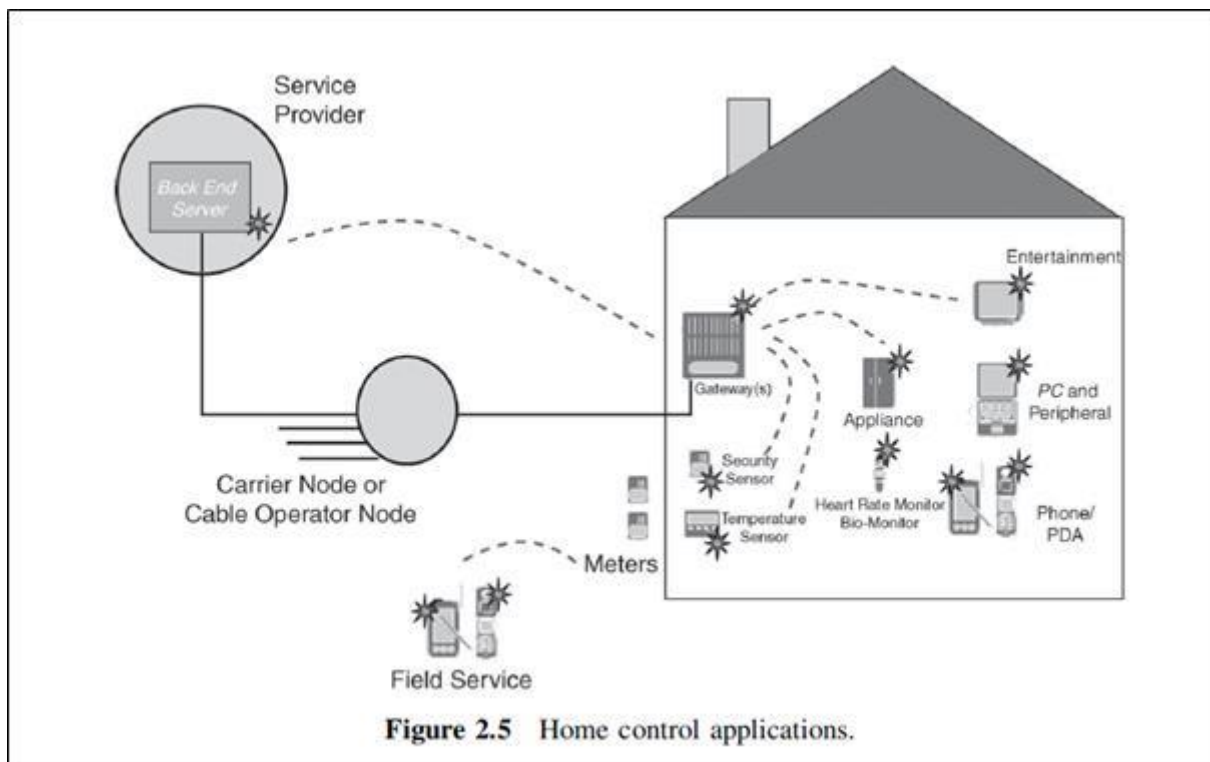 Service
Provider
Back End
Server
Entertainment
Gateway(s)
Appliance
PC and
Peripheral
Security
Sensor
Carrier Node or
Cable Operator Node
Heart Rate Monitor
Bio-Monitor
Temperature
Sensor
Phone/
PDA
Meters
Field Service
Figure 2.5 Home control applications.